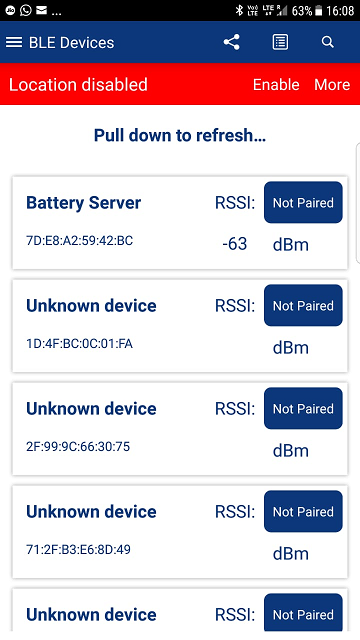 ... VoI LTE LTE R 63% 16:08
BLE Devices
Location disabled Enable More
Pull down to refresh...
Battery Server RSSI: Not Paired
7D:E8:A2:59:42:BC -63 dBm
Unknown device RSSI: Not Paired
1D:4F:BC:0C:01:FA dBm
Unknown device RSSI: Not Paired
2F:99:9C:66:30:75 dBm
Unknown device RSSI: Not Paired
71:2F:B3:E6:8D:49 dBm
Unknown device RSSI: Not Paired